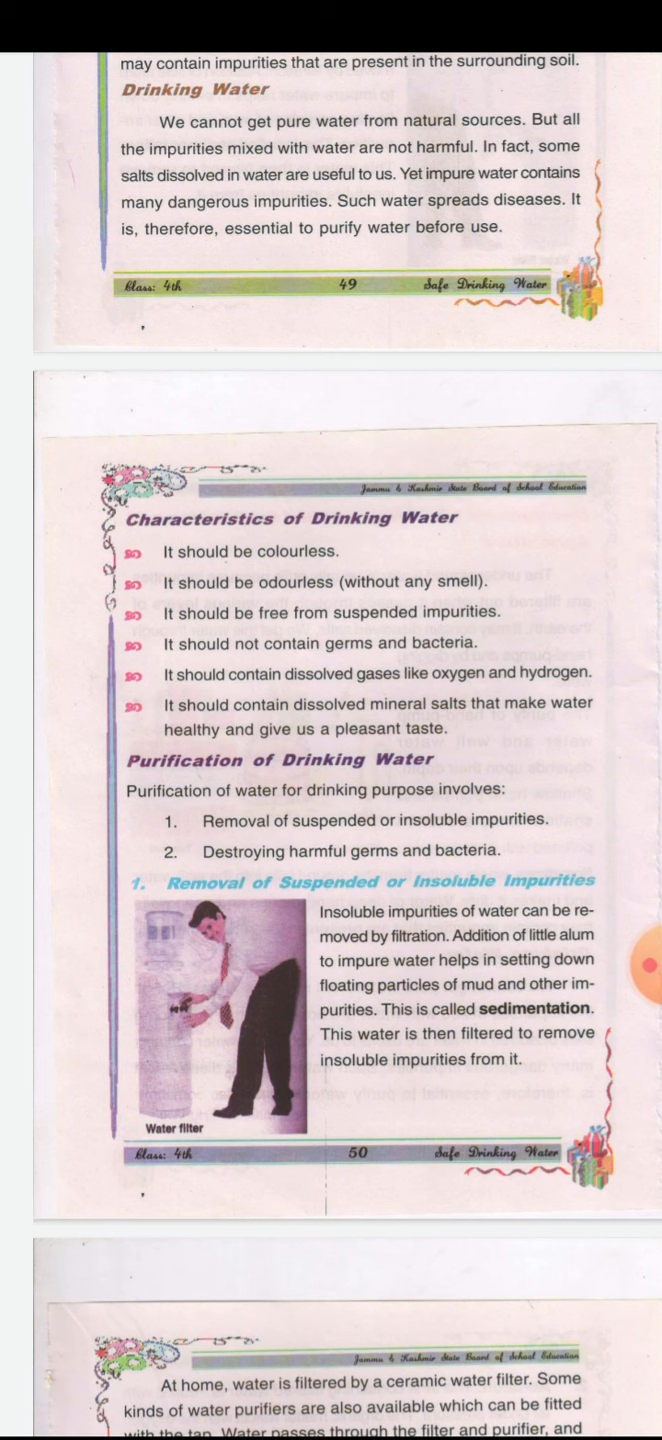 may contain impurities that are present in the surrounding soil.
Drinking Water
We cannot get pure water from natural sources. But all
the impurities mixed with water are not harmful. In fact, some
salts dissolved in water are useful to us. Yet impure water contains
many dangerous impurities. Such water spreads diseases. It
is, therefore, essential to purify water before use.
Class: 4th 49 Safe Drinking Water
Jammu & Kashmir State Board of School Education
Characteristics of Drinking Water
It should be colourless.
It should be odourless (without any smell).
It should be free from suspended impurities.
It should not contain germs and bacteria.
It should contain dissolved gases like oxygen and hydrogen.
It should contain dissolved mineral salts that make water
healthy and give us a pleasant taste.
Purification of Drinking Water
Purification of water for drinking purpose involves:
1. Removal of suspended or insoluble impurities.
2. Destroying harmful germs and bacteria.
1. Removal of Suspended or Insoluble Impurities
Insoluble impurities of water can be re-
moved by filtration. Addition of little alum
to impure water helps in setting down
floating particles of mud and other im-
purities. This is called sedimentation.
This water is then filtered to remove
insoluble impurities from it.
Water filter
Class: 4th 50 Safe Drinking Water
Jammu & Kashmir State Board of School Education
At home, water is filtered by a ceramic water filter. Some
kinds of water purifiers are also available which can be fitted
with the tap. Water passes through the filter and purifier, and